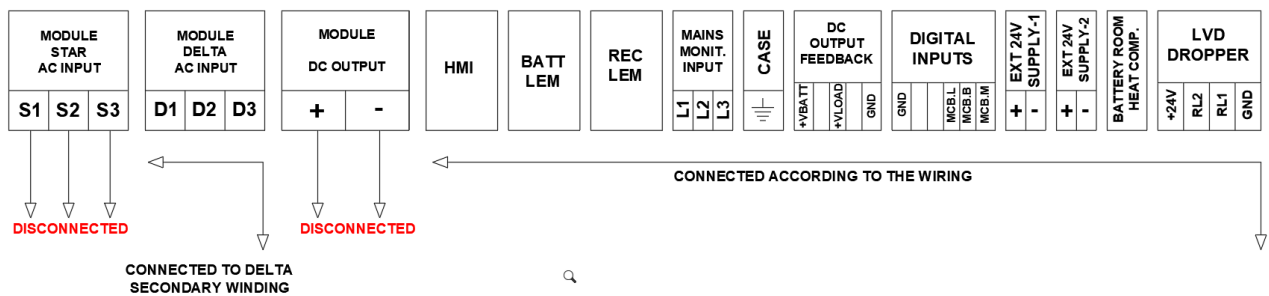 MODULE
STAR
AC INPUT
S1 S2 S3
MODULE
DELTA
AC INPUT
D1 D2 D3
MODULE
DC OUTPUT
+ -
HMI
BATT
LEM
REC
LEM
MAINS
MONIT.
INPUT
L1 L2 L3
CASE
DC
OUTPUT
FEEDBACK
+VBATT
+VLOAD
GND
DIGITAL
INPUTS
GND
MCB.L
MCB.B
MCB.M
EXT 24V
SUPPLY-1
+ -
EXT 24V
SUPPLY-2
+ -
BATTERY ROOM
HEAT COMP.
LVD
DROPPER
+24V
RL2
RL1
GND
DISCONNECTED
DISCONNECTED
CONNECTED ACCORDING TO THE WIRING
CONNECTED TO DELTA
SECONDARY WINDING